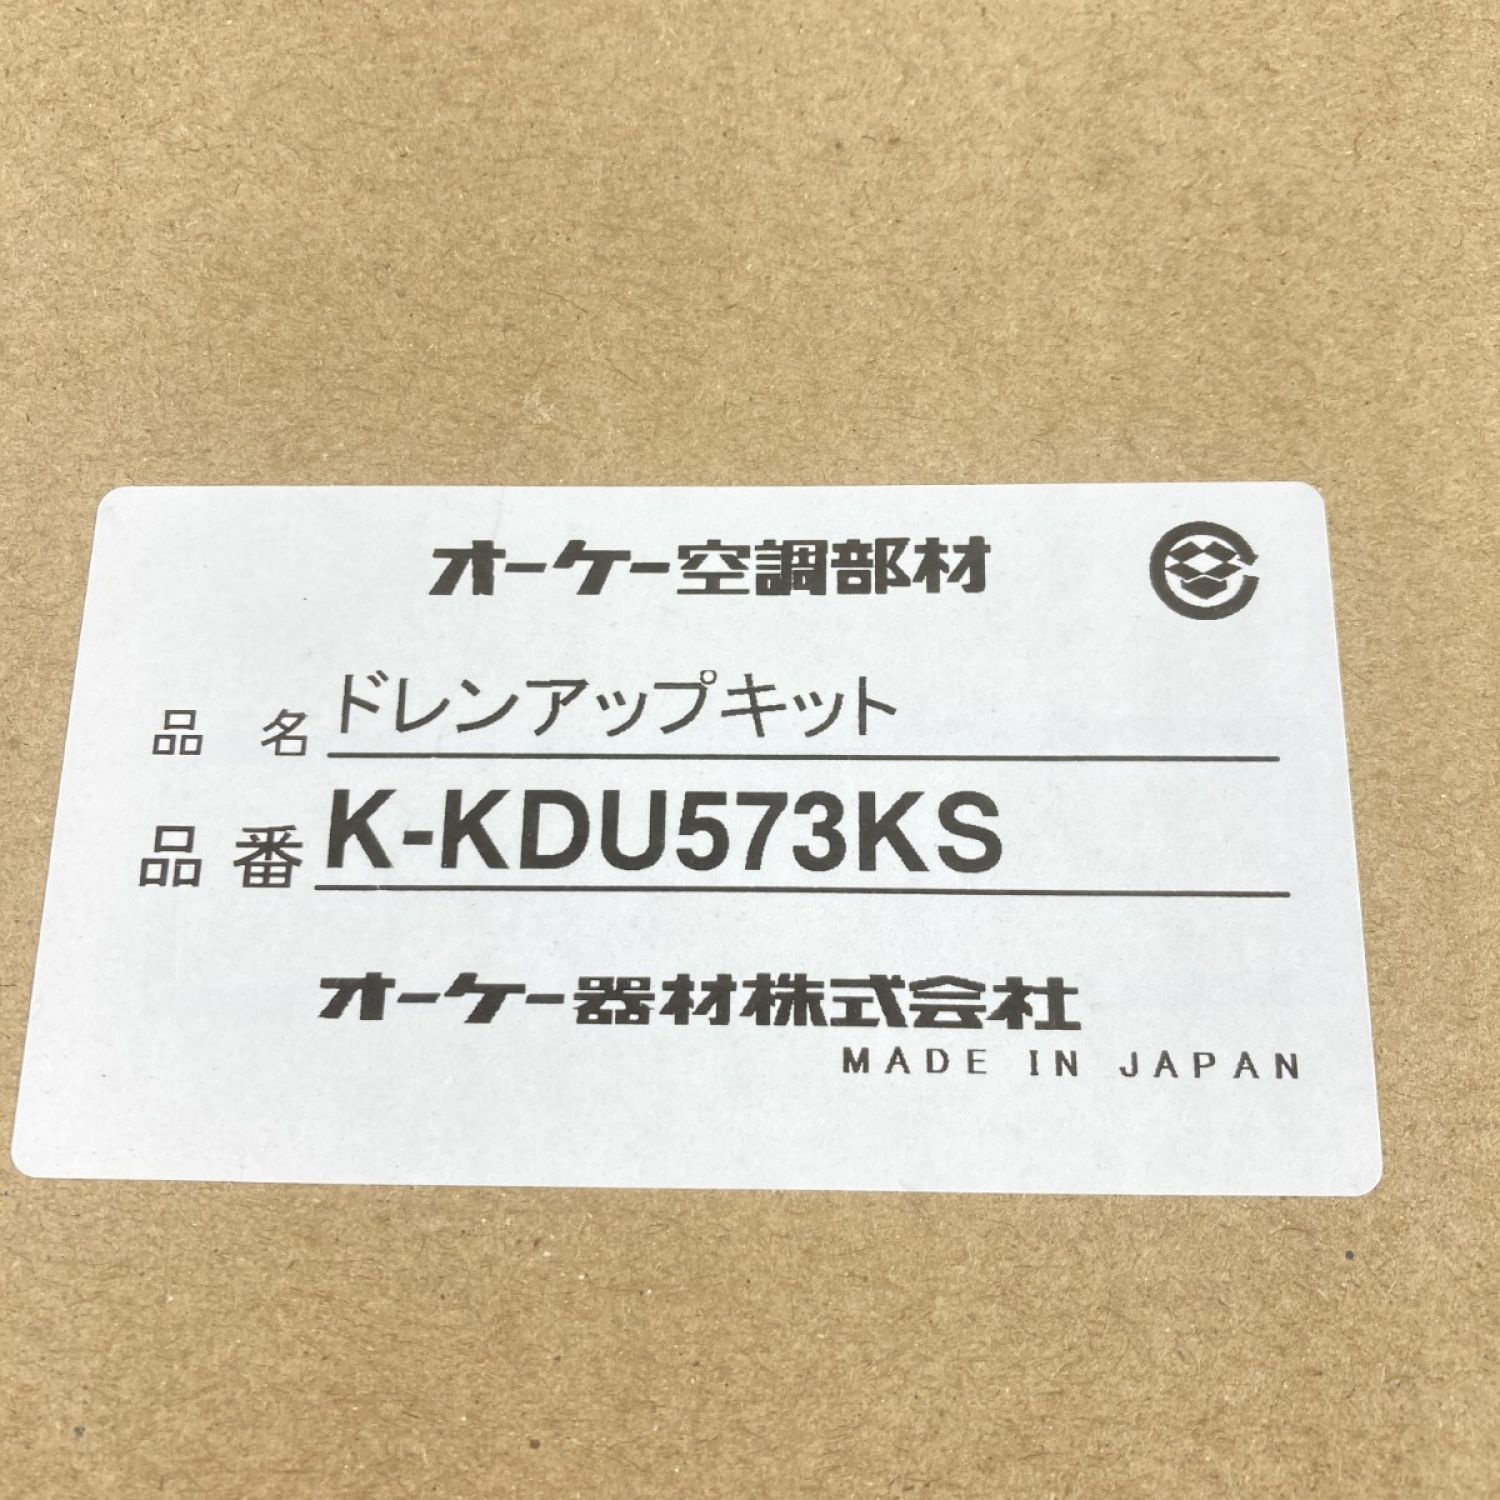 オーケー空調部材
品名 ドレンアップキット
品番 K-KDU573KS
オーケー器材株式会社
MADE IN JAPAN